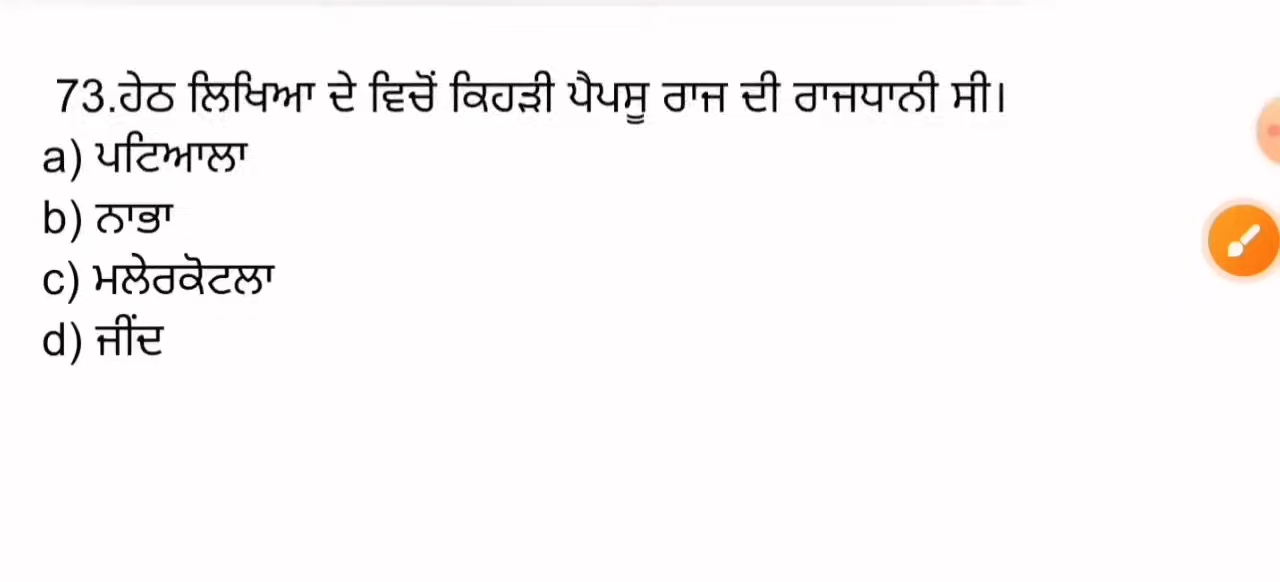 73.ਹੇਠ ਲਿਖਿਆ ਦੇ ਵਿਚੋਂ ਕਿਹੜੀ ਪੈਪਸੂ ਰਾਜ ਦੀ ਰਾਜਧਾਨੀ ਸੀ।
a) ਪਟਿਆਲਾ
b) ਨਾਭਾ
c) ਮਲੇਰਕੋਟਲਾ
d) ਜੀਂਦ